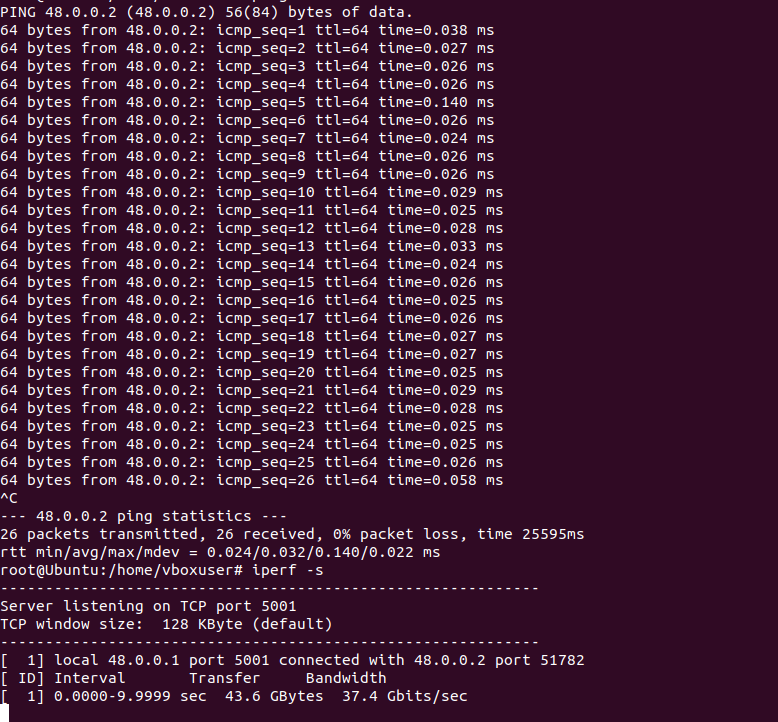 PING 48.0.0.2 (48.0.0.2) 56(84) bytes of data.
64 bytes from 48.0.0.2: icmp_seq=1 ttl=64 time=0.038 ms
64 bytes from 48.0.0.2: icmp_seq=2 ttl=64 time=0.027 ms
64 bytes from 48.0.0.2: icmp_seq=3 ttl=64 time=0.026 ms
64 bytes from 48.0.0.2: icmp_seq=4 ttl=64 time=0.026 ms
64 bytes from 48.0.0.2: icmp_seq=5 ttl=64 time=0.140 ms
64 bytes from 48.0.0.2: icmp_seq=6 ttl=64 time=0.026 ms
64 bytes from 48.0.0.2: icmp_seq=7 ttl=64 time=0.024 ms
64 bytes from 48.0.0.2: icmp_seq=8 ttl=64 time=0.026 ms
64 bytes from 48.0.0.2: icmp_seq=9 ttl=64 time=0.026 ms
64 bytes from 48.0.0.2: icmp_seq=10 ttl=64 time=0.029 ms
64 bytes from 48.0.0.2: icmp_seq=11 ttl=64 time=0.025 ms
64 bytes from 48.0.0.2: icmp_seq=12 ttl=64 time=0.028 ms
64 bytes from 48.0.0.2: icmp_seq=13 ttl=64 time=0.033 ms
64 bytes from 48.0.0.2: icmp_seq=14 ttl=64 time=0.024 ms
64 bytes from 48.0.0.2: icmp_seq=15 ttl=64 time=0.026 ms
64 bytes from 48.0.0.2: icmp_seq=16 ttl=64 time=0.025 ms
64 bytes from 48.0.0.2: icmp_seq=17 ttl=64 time=0.026 ms
64 bytes from 48.0.0.2: icmp_seq=18 ttl=64 time=0.027 ms
64 bytes from 48.0.0.2: icmp_seq=19 ttl=64 time=0.027 ms
64 bytes from 48.0.0.2: icmp_seq=20 ttl=64 time=0.025 ms
64 bytes from 48.0.0.2: icmp_seq=21 ttl=64 time=0.029 ms
64 bytes from 48.0.0.2: icmp_seq=22 ttl=64 time=0.028 ms
64 bytes from 48.0.0.2: icmp_seq=23 ttl=64 time=0.025 ms
64 bytes from 48.0.0.2: icmp_seq=24 ttl=64 time=0.025 ms
64 bytes from 48.0.0.2: icmp_seq=25 ttl=64 time=0.026 ms
64 bytes from 48.0.0.2: icmp_seq=26 ttl=64 time=0.058 ms
^C
--- 48.0.0.2 ping statistics ---
26 packets transmitted, 26 received, 0% packet loss, time 25595ms
rtt min/avg/max/mdev = 0.024/0.032/0.140/0.022 ms
root@Ubuntu:/home/vboxuser# iperf -s
------------------------------------------------------------
Server listening on TCP port 5001
TCP window size:  128 KByte (default)
------------------------------------------------------------
[  1] local 48.0.0.1 port 5001 connected with 48.0.0.2 port 51782
[ ID] Interval       Transfer     Bandwidth
[  1] 0.0000-9.9999 sec  43.6 GBytes  37.4 Gbits/sec